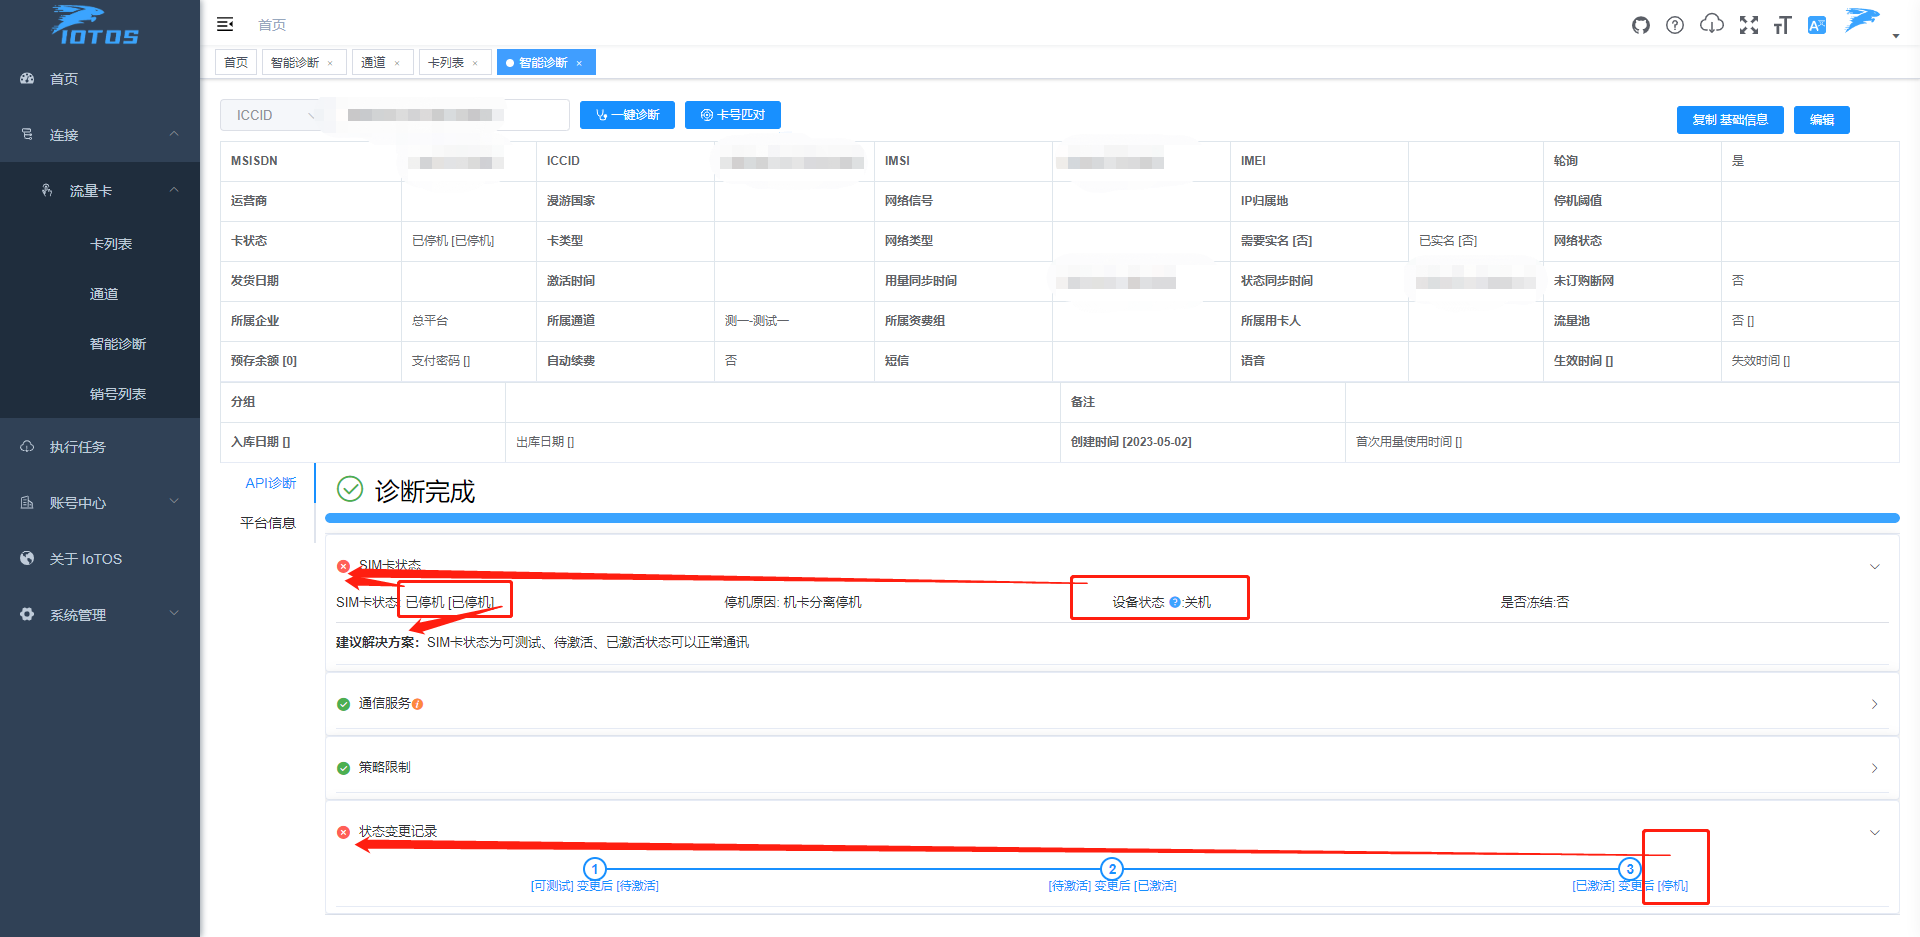 IOTOS
首页
首页
连接
流量卡
卡列表
通道
智能诊断
销号列表
执行任务
账号中心
关于 IoTOS
系统管理
首页 智能诊断 × 通道 × 卡列表 × 智能诊断 ×
ICCID 一键诊断 卡号匹对 复制 基础信息 编辑
MSISDN ICCID IMSI IMEI 轮询 是
运营商 漫游国家 网络信号 IP归属地 停机阈值
卡状态 已停机 [已停机] 卡类型 网络类型 需要实名 [否] 已实名 [否] 网络状态
发货日期 激活时间 用量同步时间 状态同步时间 未订购断网 否
所属企业 总平台 所属通道 测一-测试一 所属资费组 所属用卡人 流量池 否 []
预存余额 [0] 支付密码 [] 自动续费 否 短信 语音 生效时间 [] 失效时间 []
分组 备注
入库日期 [] 出库日期 [] 创建时间 [2023-05-02] 首次用量使用时间 []
API诊断
平台信息
诊断完成
SIM卡状态
SIM卡状态: 已停机 [已停机] 停机原因: 机卡分离停机 设备状态 ?:关机 是否冻结:否
建议解决方案： SIM卡状态为可测试、待激活、已激活状态可以正常通讯
通信服务
策略限制
状态变更记录
1 2 3
[可测试] 变更后 [待激活] [待激活] 变更后 [已激活] [已激活] 变更后 [停机]